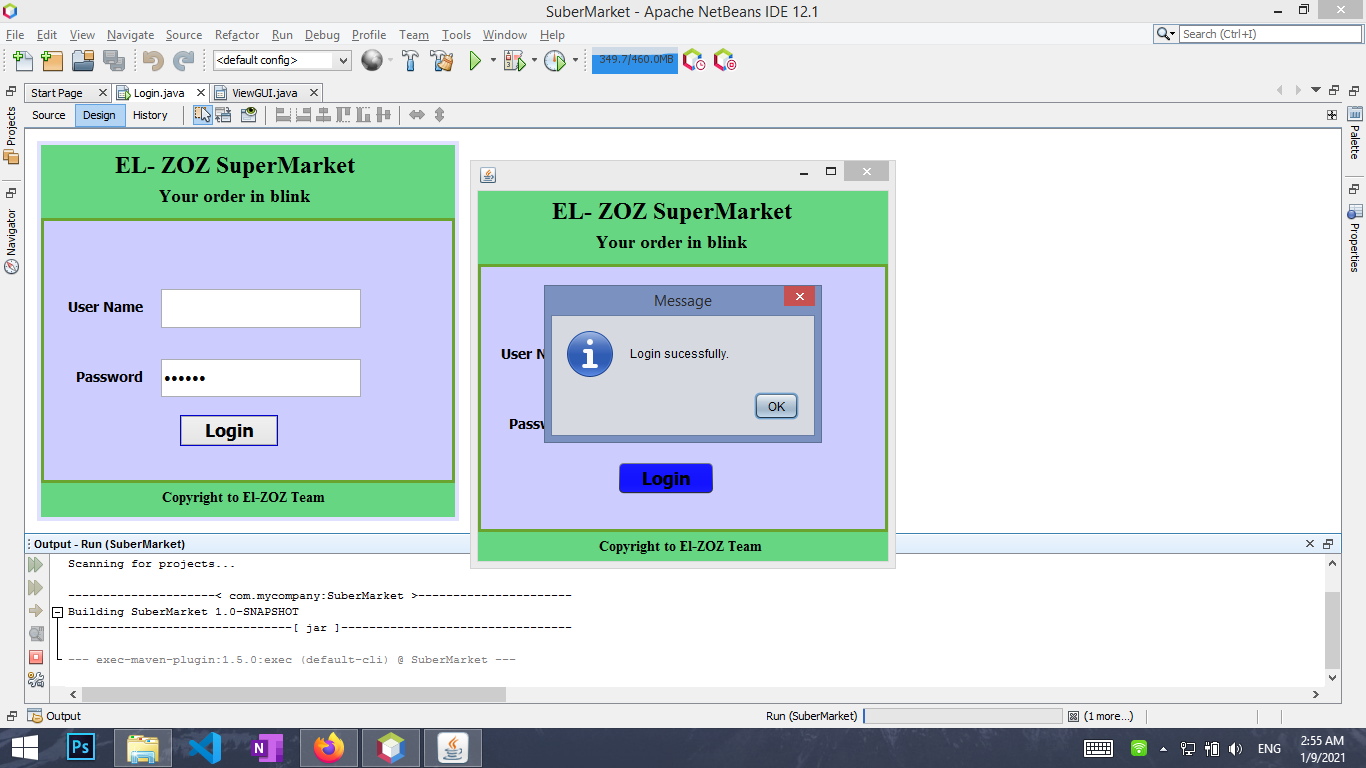 SuberMarket - Apache NetBeans IDE 12.1
File Edit View Navigate Source Refactor Run Debug Profile Team Tools Window Help
Search (Ctrl+I)
<default config>
349.7/460.0MB
Start Page Login.java ViewGUI.java
Source Design History
Projects
Navigator
Palette
Properties
EL- ZOZ SuperMarket
Your order in blink
User Name
Password
Login
Copyright to El-ZOZ Team
EL- ZOZ SuperMarket
Your order in blink
Message
User N
Login sucessfully.
OK
Passw
Login
Copyright to El-ZOZ Team
Output - Run (SuberMarket)
Scanning for projects...
----------------------< com.mycompany:SuberMarket >----------------------
Building SuberMarket 1.0-SNAPSHOT
--------------------------------[ jar ]---------------------------------
--- exec-maven-plugin:1.5.0:exec (default-cli) @ SuberMarket ---
Output
Run (SuberMarket)
(1 more...)
Ps
N
ENG
2:55 AM
1/9/2021